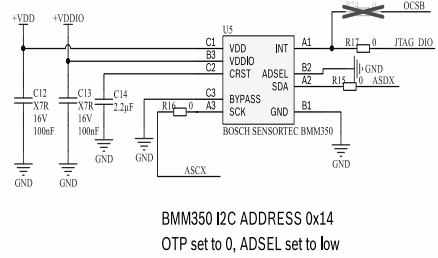 OCSB
+VDD
+VDDIO
U5
C1
VDD
INT
A1
R17
0
JTAG_DIO
B3
VDDIO
C2
CRST
ADSEL
B2
GND
SDA
A2
R15
0
ASDX
C12
X7R
16V
100nF
C13
X7R
16V
100nF
C14
2.2µF
C3
BYPASS
R16
0
A3
SCK
GND
B1
BOSCH SENSORTEC BMM350
GND
GND
GND
GND
GND
ASCX
BMM350 I2C ADDRESS 0x14
OTP set to 0, ADSEL set to low